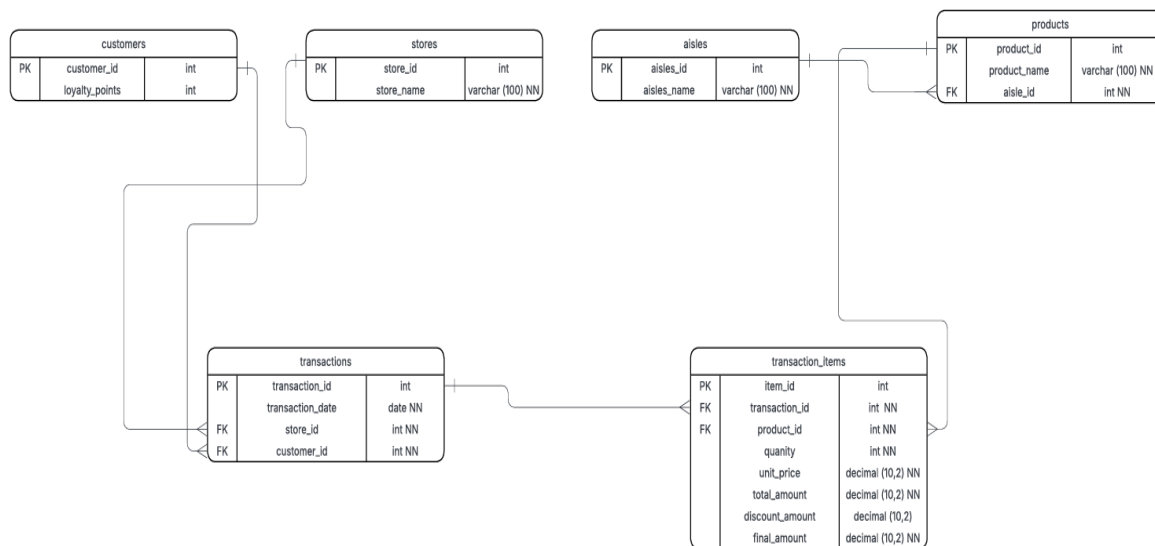 customers
PK customer_id int
loyalty_points int
stores
PK store_id int
store_name varchar (100) NN
aisles
PK aisles_id int
aisles_name varchar (100) NN
products
PK product_id int
product_name varchar (100) NN
FK aisle_id int NN
transactions
PK transaction_id int
transaction_date date NN
FK store_id int NN
FK customer_id int NN
transaction_items
PK item_id int
FK transaction_id int NN
FK product_id int NN
quanity int NN
unit_price decimal (10,2) NN
total_amount decimal (10,2) NN
discount_amount decimal (10,2)
final_amount decimal (10,2) NN